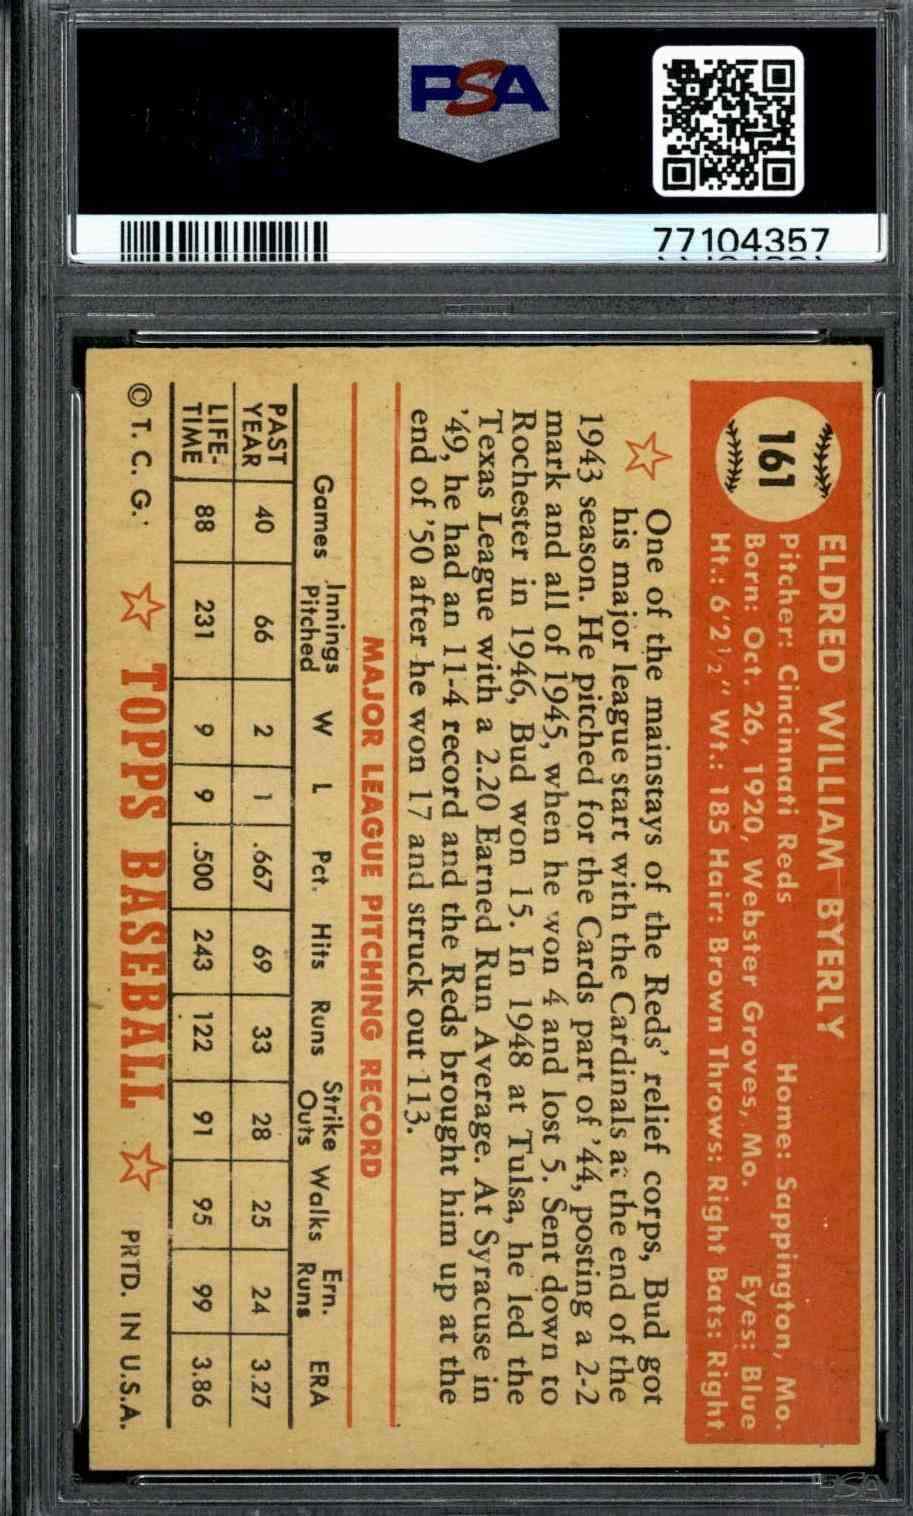 PSA
77104357
161
ELDRED WILLIAM BYERLY
Pitcher: Cincinnati Reds Home: Sappington, Mo.
Born: Oct. 26, 1920, Webster Groves, Mo. Eyes: Blue
Ht.: 6'2½" Wt.: 185 Hair: Brown Throws: Right Bats: Right
One of the mainstays of the Reds' relief corps, Bud got
his major league start with the Cardinals at the end of the
1943 season. He pitched for the Cards part of '44, posting a 2-2
mark and all of 1945, when he won 4 and lost 5. Sent down to
Rochester in 1946, Bud won 15. In 1948 at Tulsa, he led the
Texas League with a 2.20 Earned Run Average. At Syracuse in
'49, he had an 11-4 record and the Reds brought him up at the
end of '50 after he won 17 and struck out 113.
MAJOR LEAGUE PITCHING RECORD
Games Innings Pitched W L Pct. Hits Runs Strike Outs Walks Ern. Runs ERA
PAST YEAR 40 66 2 1 .667 69 33 28 25 24 3.27
LIFE-TIME 88 231 9 9 .500 243 122 91 95 99 3.86
© T. C. G. TOPPS BASEBALL PRTD. IN U.S.A.
PSA